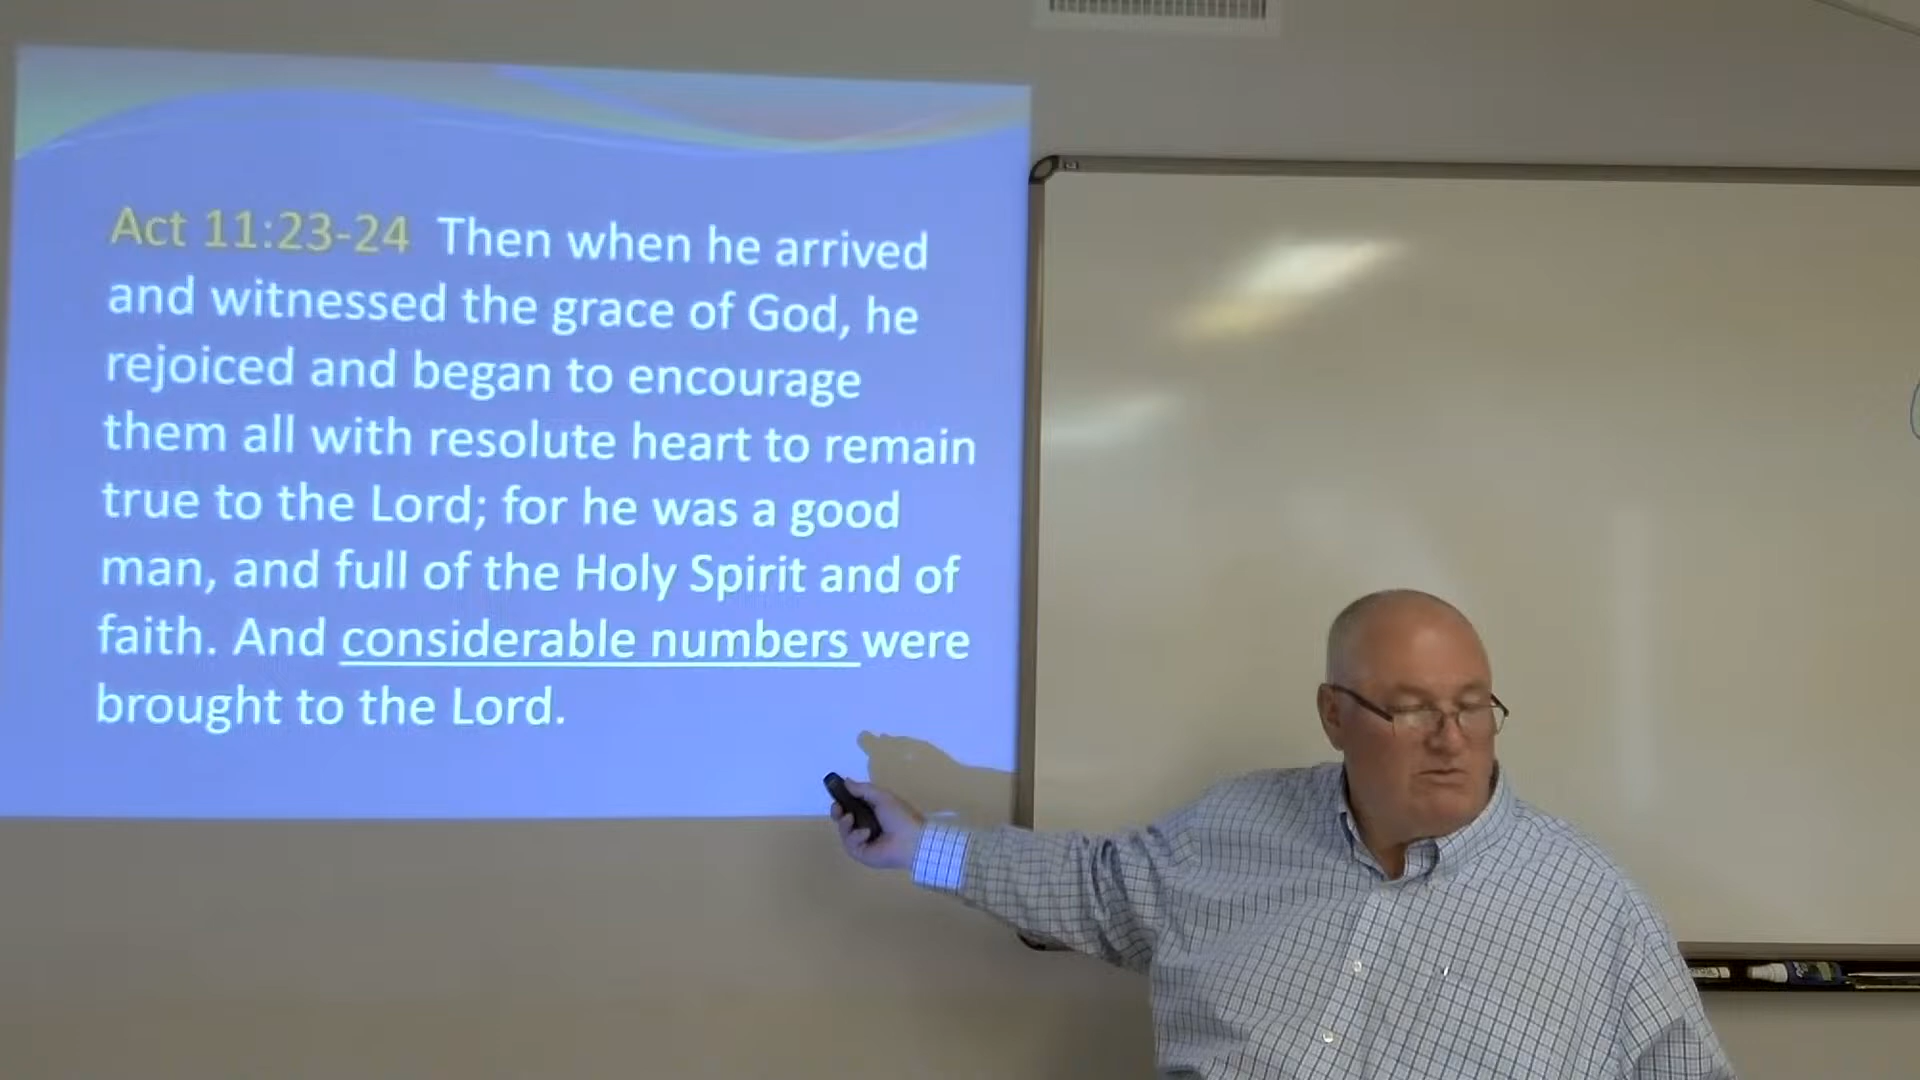 Act 11:23-24 Then when he arrived
and witnessed the grace of God, he
rejoiced and began to encourage
them all with resolute heart to remain
true to the Lord; for he was a good
man, and full of the Holy Spirit and of
faith. And considerable numbers were
brought to the Lord.